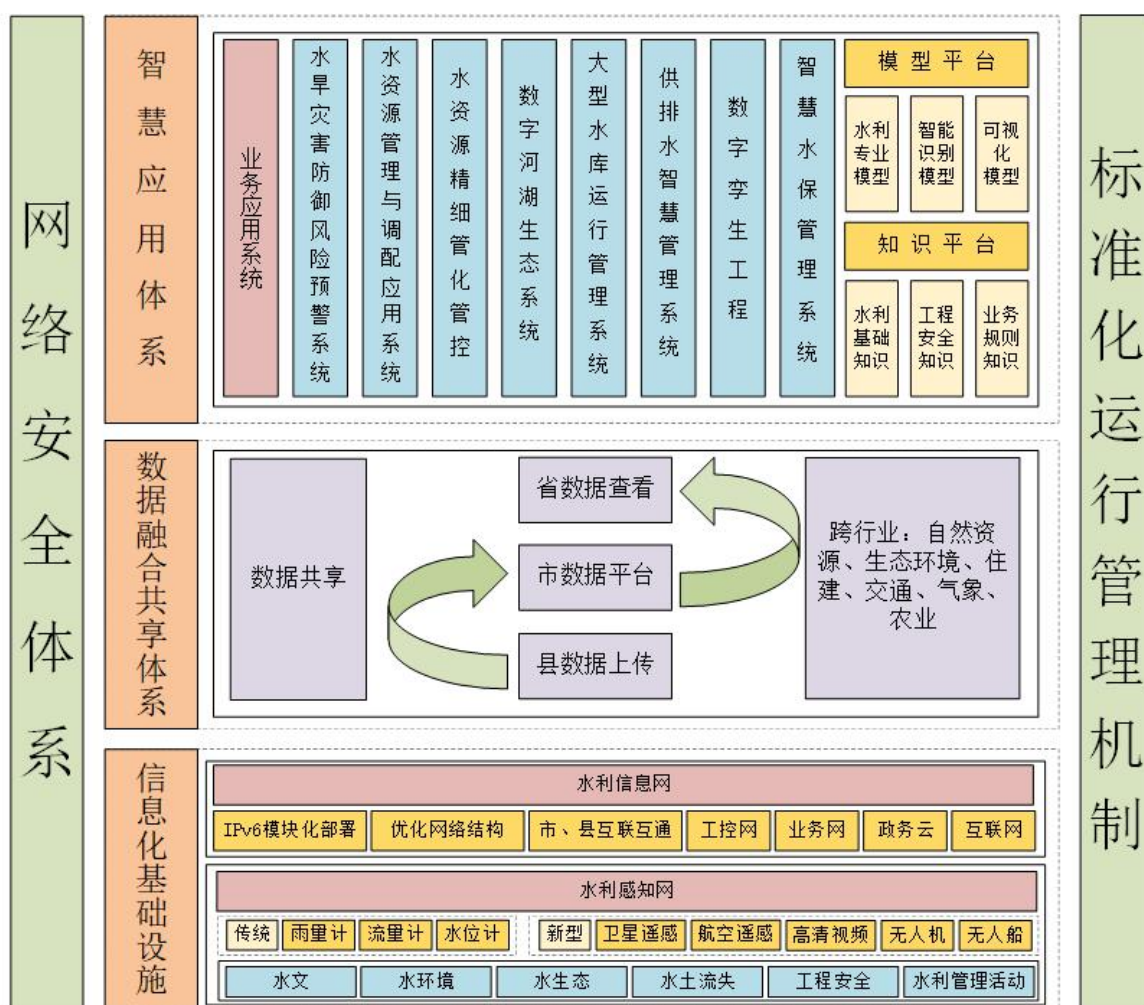 网络安全体系
智慧应用体系
业务应用系统
水旱灾害防御风险预警系统
水资源管理与调配应用系统
水资源精细化管控
数字河湖生态系统
大型水库运行管理系统
供排水智慧管理系统
数字孪生工程
智慧水保管理系统
模型平台
水利
专业
模型
智能
识别
模型
可视
化
模型
知识平台
水利
基础
知识
工程
安全
知识
业务
规则
知识
数据融合共享体系
数据共享
省数据查看
市数据平台
县数据上传
跨行业：自然资
源、生态环境、住
建、交通、气象、
农业
信息化基础设施
水利信息网
IPv6模块化部署
优化网络结构
市、县互联互通
工控网
业务网
政务云
互联网
水利感知网
传统
雨量计
流量计
水位计
新型
卫星遥感
航空遥感
高清视频
无人机
无人船
水文
水环境
水生态
水土流失
工程安全
水利管理活动
标准化运行管理机制